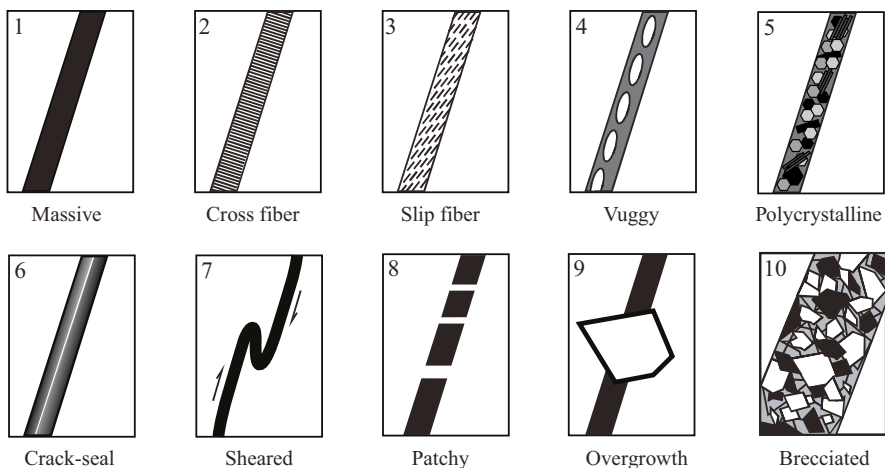 1 2 3 4 5
Massive Cross fiber Slip fiber Vuggy Polycrystalline
6 7 8 9 10
Crack-seal Sheared Patchy Overgrowth Brecciated